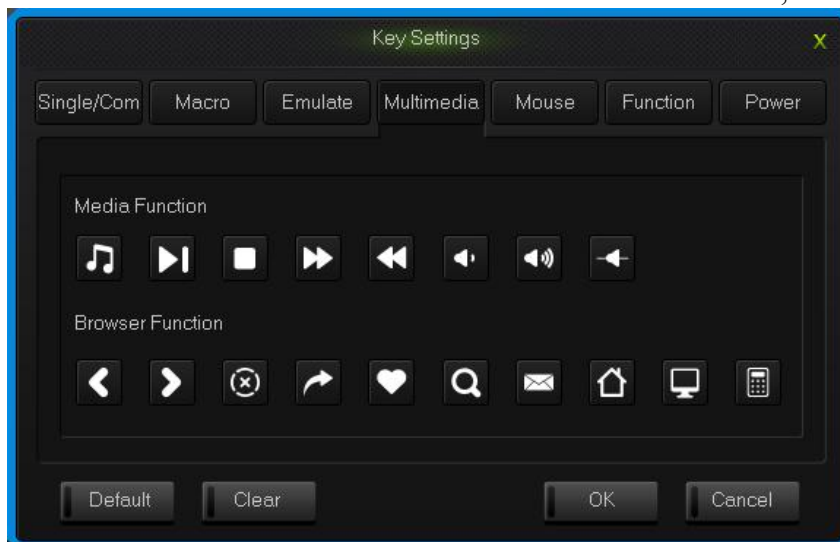 Key Settings X
Single/Com Macro Emulate Multimedia Mouse Function Power
Media Function
Browser Function
Default Clear OK Cancel